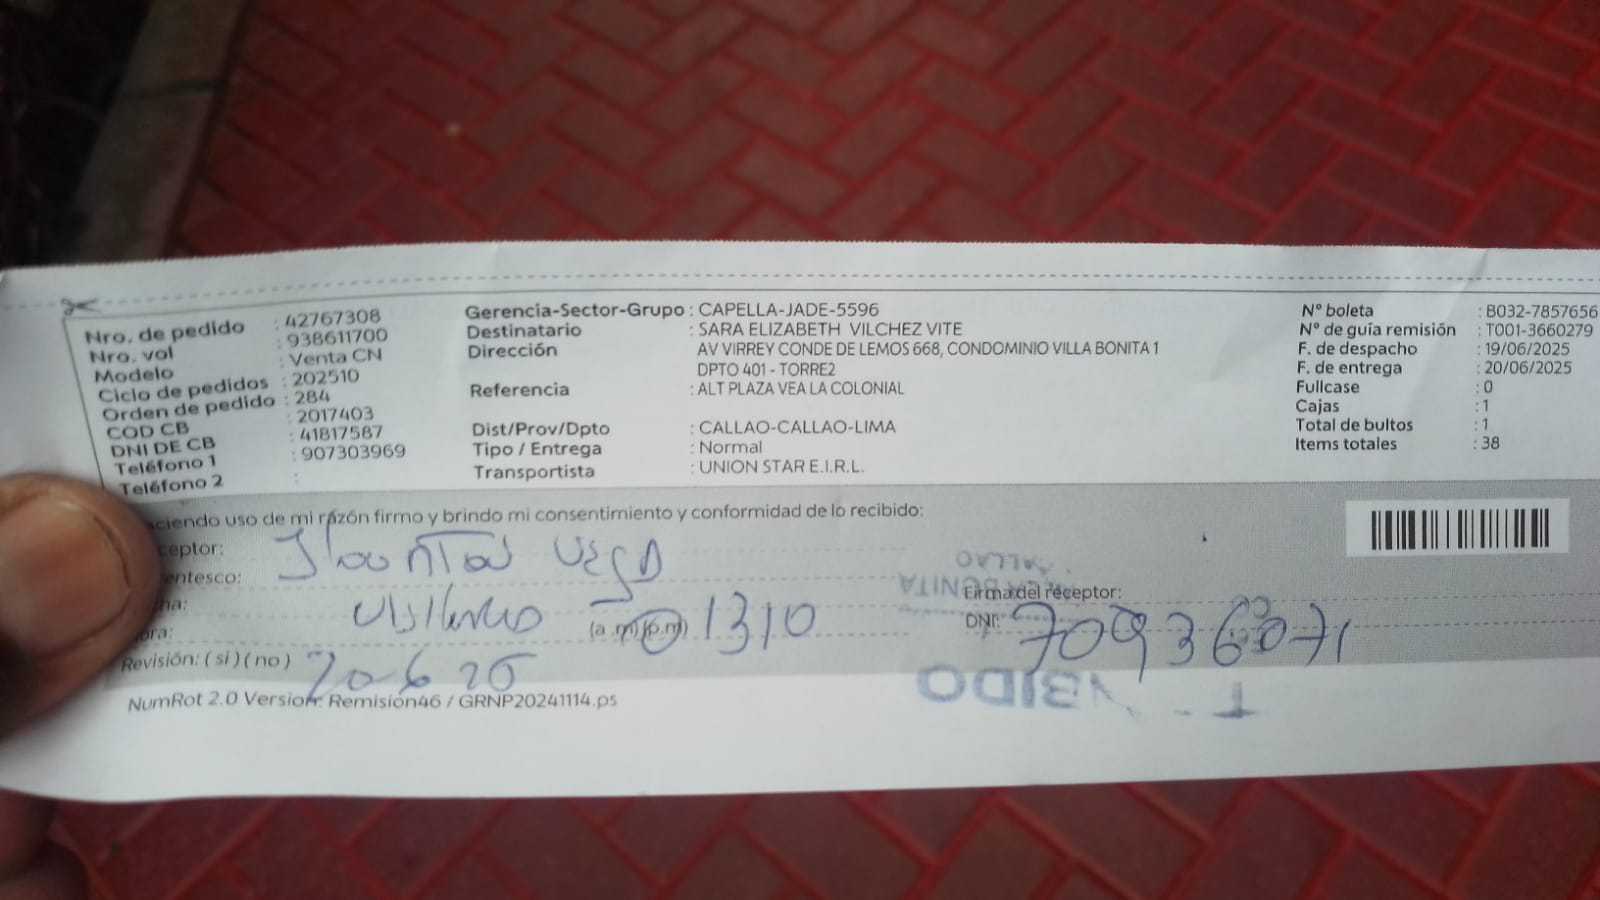 Nro. de pedido : 42767308
Nro. vol : 938611700
Modelo : Venta CN
Ciclo de pedidos : 202510
Orden de pedido : 284
COD CB : 2017403
DNI DE CB : 41817587
Teléfono 1 : 907303969
Teléfono 2 :
Gerencia-Sector-Grupo : CAPELLA-JADE-5596
Destinatario : SARA ELIZABETH VILCHEZ VITE
Dirección AV VIRREY CONDE DE LEMOS 668, CONDOMINIO VILLA BONITA 1
DPTO 401 - TORRE2
Referencia : ALT PLAZA VEA LA COLONIAL
Dist/Prov/Dpto : CALLAO-CALLAO-LIMA
Tipo / Entrega : Normal
Transportista : UNION STAR E.I.R.L.
N° boleta : B032-7857656
N° de guía remisión : T001-3660279
F. de despacho : 19/06/2025
F. de entrega : 20/06/2025
Fullcase : 0
Cajas : 1
Total de bultos : 1
Items totales : 38
ciendo uso de mi razón firmo y brindo mi consentimiento y conformidad de lo recibido:
ceptor:
entesco:
ha:
ora: (a.m)(p.m) 1310
Revisión: ( si ) ( no ) 20 6 25
Firma del receptor:
DNI: 70936071
BONITA
CALLAO
NumRot 2.0 Version: Remisión46 / GRNP20241114.ps